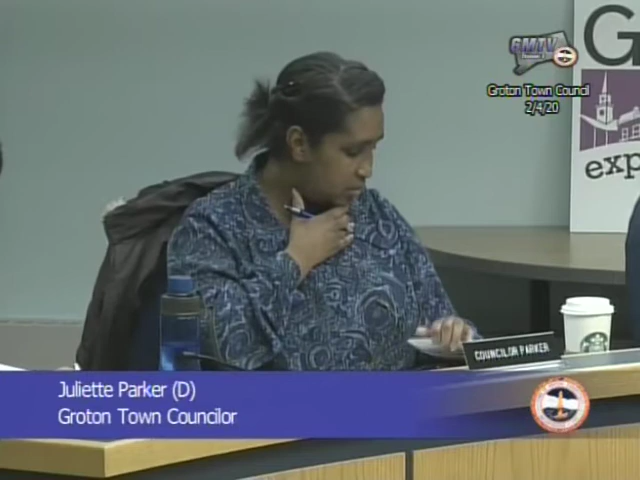 GMTV
Groton Town Council
2/4/20
G
exp
COUNCILOR PARKER
Juliette Parker (D)
Groton Town Councilor